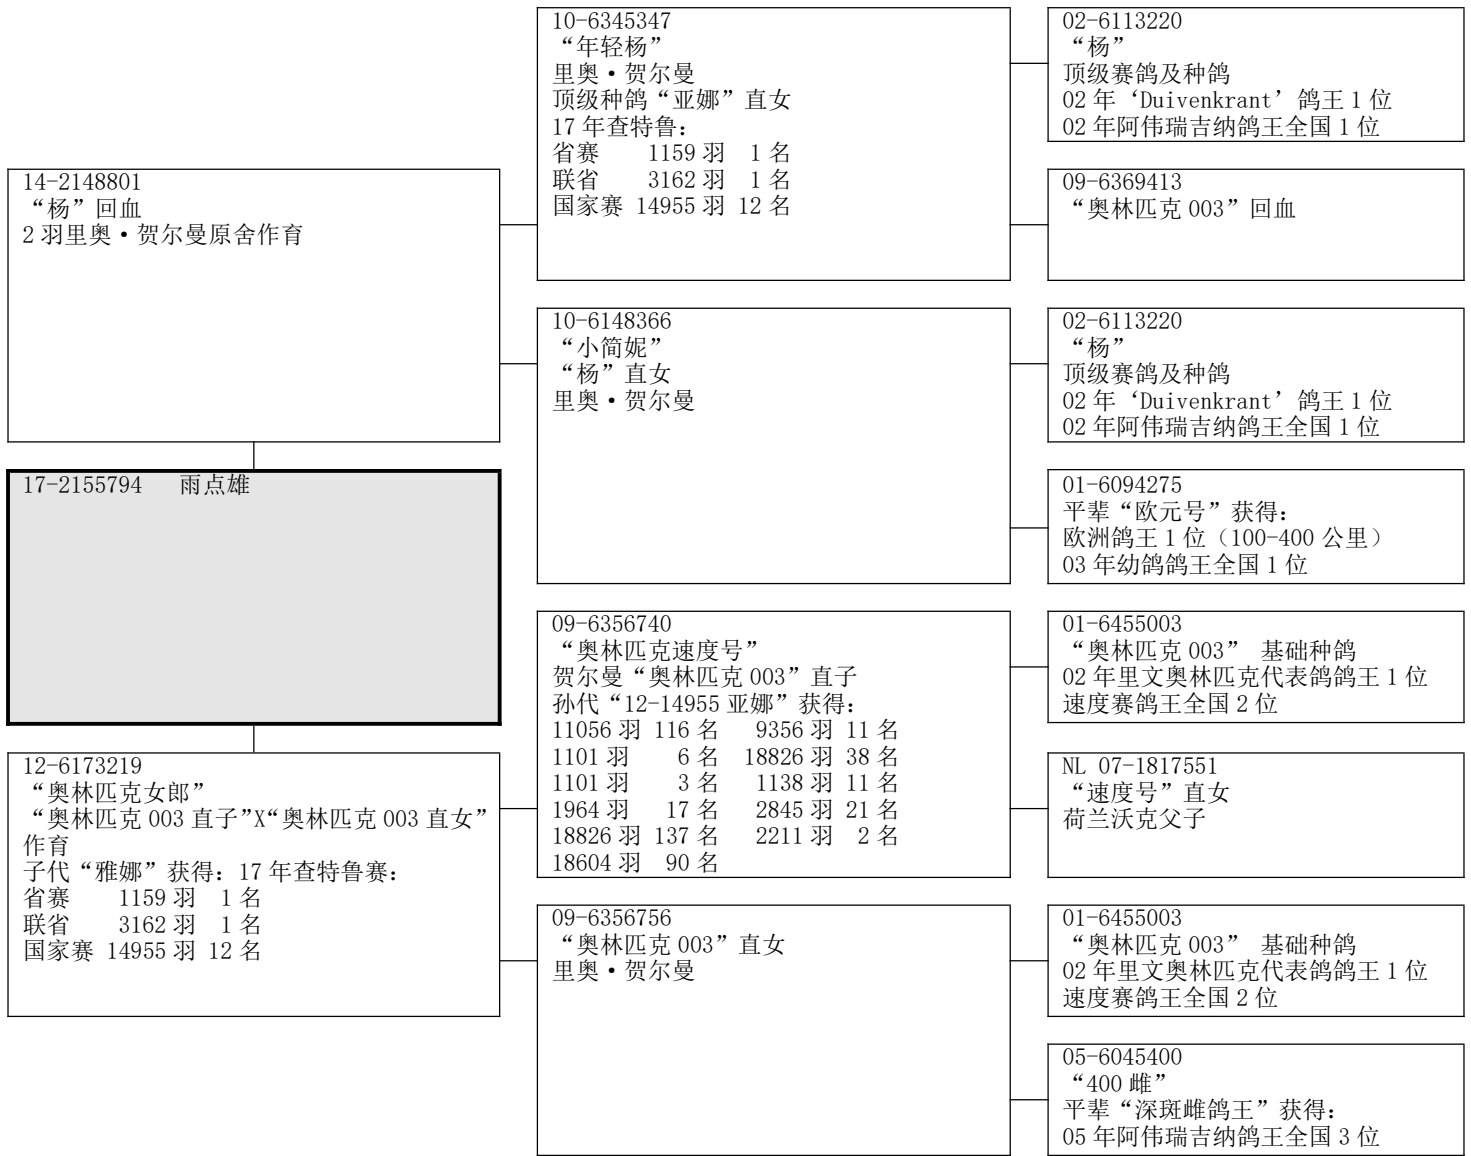 14-2148801
“杨”回血
2羽里奥·贺尔曼原舍作育
17-2155794 雨点雄
12-6173219
“奥林匹克女郎”
“奥林匹克003直子”X“奥林匹克003直女”
作育
子代“雅娜”获得：17年查特鲁赛：
省赛 1159羽 1名
联省 3162羽 1名
国家赛 14955羽 12名
10-6345347
“年轻杨”
里奥·贺尔曼
顶级种鸽“亚娜”直女
17年查特鲁：
省赛 1159羽 1名
联省 3162羽 1名
国家赛 14955羽 12名
10-6148366
“小简妮”
“杨”直女
里奥·贺尔曼
09-6356740
“奥林匹克速度号”
贺尔曼“奥林匹克003”直子
孙代“12-14955亚娜”获得：
11056羽 116名 9356羽 11名
1101羽 6名 18826羽 38名
1101羽 3名 1138羽 11名
1964羽 17名 2845羽 21名
18826羽 137名 2211羽 2名
18604羽 90名
09-6356756
“奥林匹克003”直女
里奥·贺尔曼
02-6113220
“杨”
顶级赛鸽及种鸽
02年‘Duivenkrant’鸽王1位
02年阿伟瑞吉纳鸽王全国1位
09-6369413
“奥林匹克003”回血
02-6113220
“杨”
顶级赛鸽及种鸽
02年‘Duivenkrant’鸽王1位
02年阿伟瑞吉纳鸽王全国1位
01-6094275
平辈“欧元号”获得：
欧洲鸽王1位（100-400公里）
03年幼鸽鸽王全国1位
01-6455003
“奥林匹克003” 基础种鸽
02年里文奥林匹克代表鸽鸽王1位
速度赛鸽王全国2位
NL 07-1817551
“速度号”直女
荷兰沃克父子
01-6455003
“奥林匹克003” 基础种鸽
02年里文奥林匹克代表鸽鸽王1位
速度赛鸽王全国2位
05-6045400
“400雌”
平辈“深斑雌鸽王”获得：
05年阿伟瑞吉纳鸽王全国3位